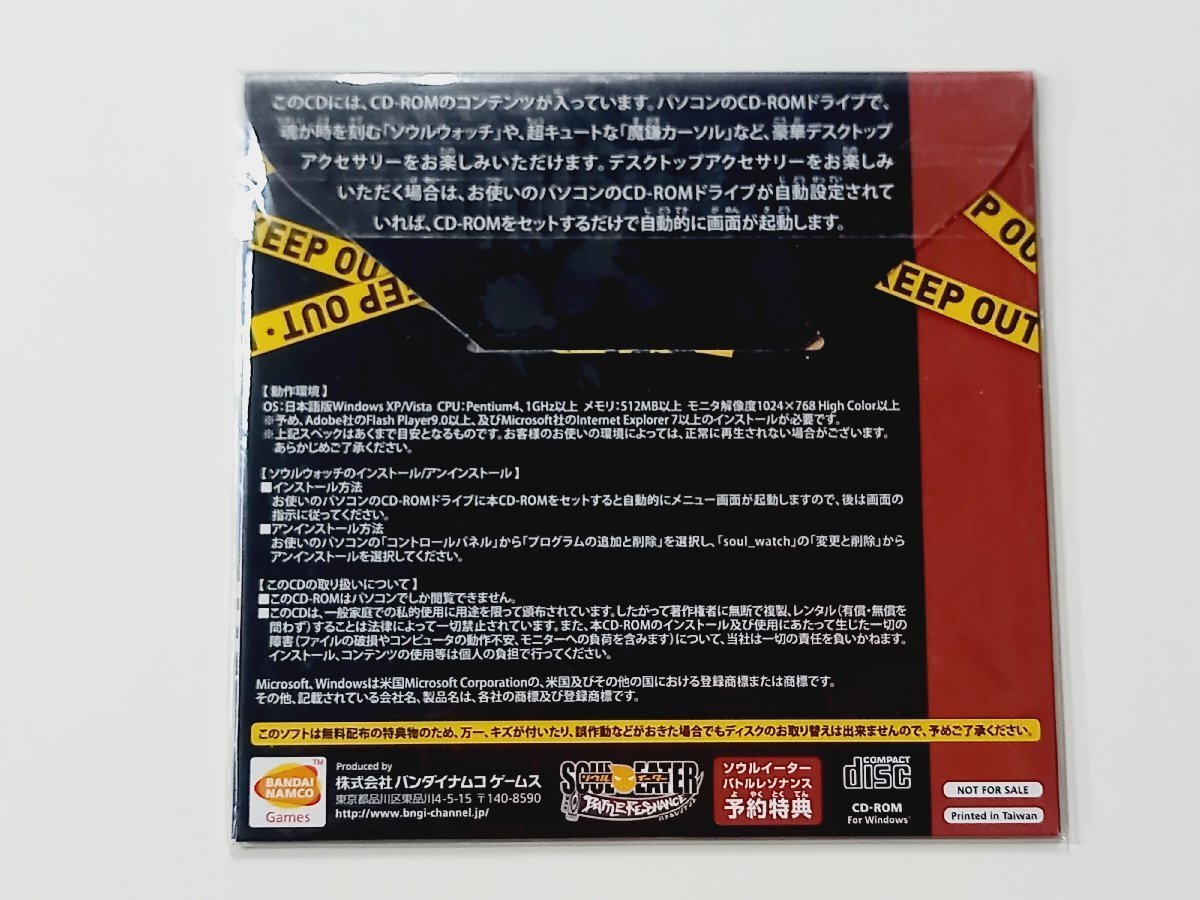 このCDには、CD-ROMのコンテンツが入っています。パソコンのCD-ROMドライブで、
魂が時を刻む「ソウルウォッチ」や、超キュートな「魔鎌カーソル」など、豪華デスクトップ
アクセサリーをお楽しみいただけます。デスクトップアクセサリーをお楽しみ
いただく場合は、お使いのパソコンのCD-ROMドライブが自動設定されて
いれば、CD-ROMをセットするだけで自動的に画面が起動します。
KEEP OU
EEP OUT・
P OU
KEEP OUT
【動作環境】
OS:日本語版Windows XP/Vista CPU:Pentium4、1GHz以上 メモリ:512MB以上 モニタ解像度1024×768 High Color以上
※予め、Adobe社のFlash Player9.0以上、及びMicrosoft社のInternet Explorer 7以上のインストールが必要です。
※上記スペックはあくまで目安となるものです。お客様のお使いの環境によっては、正常に再生されない場合がございます。
あらかじめご了承ください。
【ソウルウォッチのインストール/アンインストール】
■インストール方法
お使いのパソコンのCD-ROMドライブに本CD-ROMをセットすると自動的にメニュー画面が起動しますので、後は画面の
指示に従ってください。
■アンインストール方法
お使いのパソコンの「コントロールパネル」から「プログラムの追加と削除」を選択し、「soul_watch」の「変更と削除」から
アンインストールを選択してください。
【このCDの取り扱いについて】
■このCD-ROMはパソコンでしか閲覧できません。
■このCDは、一般家庭での私的使用に用途を限って頒布されています。したがって著作権者に無断で複製、レンタル(有償・無償を
問わず)することは法律によって一切禁止されています。また、本CD-ROMのインストール及び使用にあたって生じた一切の
障害(ファイルの破損やコンピュータの動作不安、モニターへの負荷を含みます)について、当社は一切の責任を負いかねます。
インストール、コンテンツの使用等は個人の負担で行ってください。
Microsoft、Windowsは米国Microsoft Corporationの、米国及びその他の国における登録商標または商標です。
その他、記載されている会社名、製品名は、各社の商標及び登録商標です。
このソフトは無料配布の特典物のため、万一、キズが付いたり、誤作動などがおきた場合でもディスクのお取り替えは出来ませんので、予めご了承ください。
BANDAI
NAMCO
Games
TM
Produced by
株式会社 バンダイナムコ ゲームス
東京都品川区東品川4-5-15 〒140-8590
http://www.bngi-channel.jp/
SOUL EATER
ソウル イーター
BATTLE RESONANCE
バトルレゾナンス
ソウルイーター
バトルレゾナンス
よやくとくてん
予約特典
COMPACT
disc
CD-ROM
For Windows
NOT FOR SALE
Printed in Taiwan